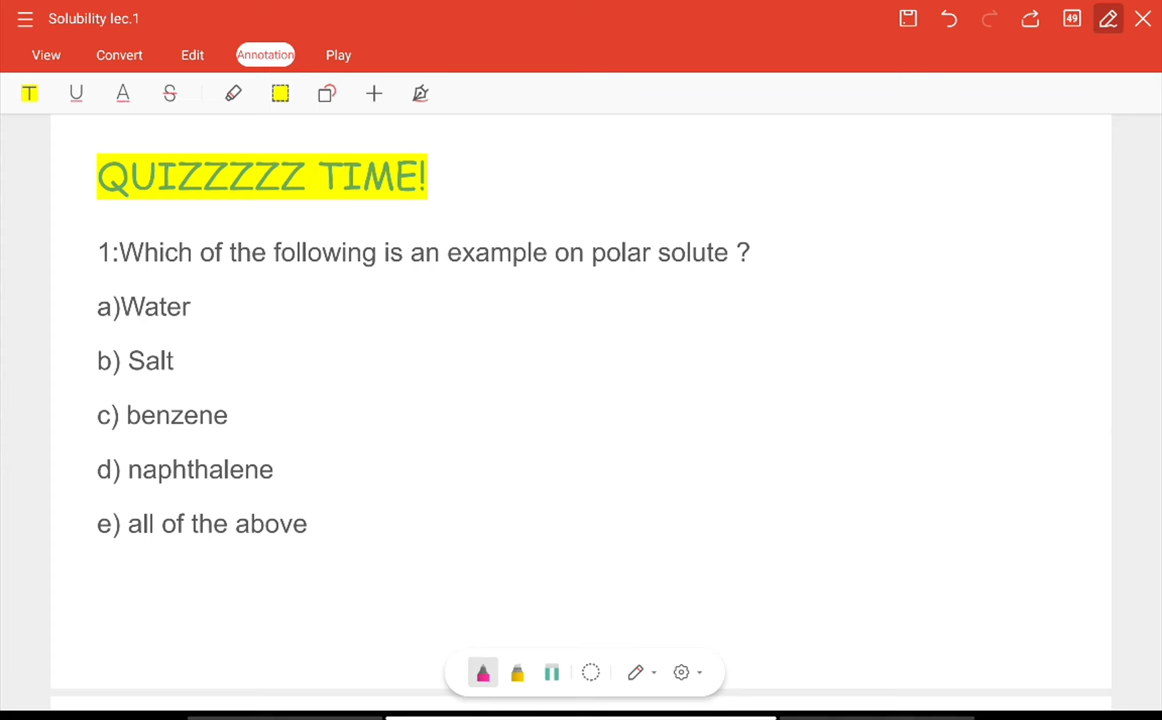 Solubility lec.1
49
View Convert Edit Annotation Play
T U A S
QUIZZZZZ TIME!
1:Which of the following is an example on polar solute ?
a)Water
b) Salt
c) benzene
d) naphthalene
e) all of the above